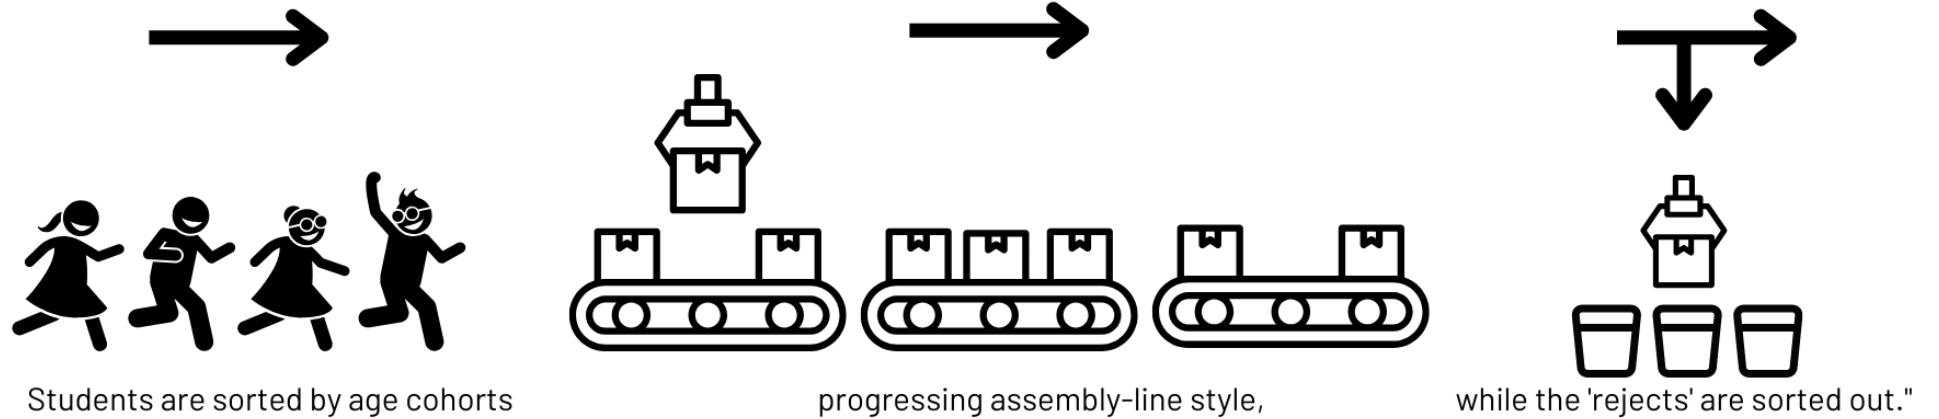 Students are sorted by age cohorts
progressing assembly-line style,
while the 'rejects' are sorted out."